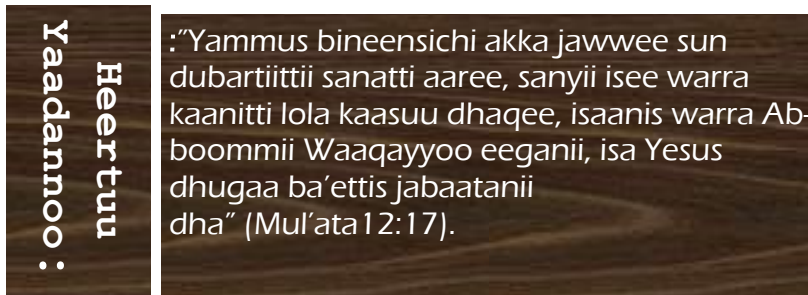 Heertuu
Yaadannoo:
:"Yammus bineensichi akka jawwee sun
dubartiittii sanatti aaree, sanyii isee warra
kaanitti lola kaasuu dhaqee, isaanis warra Ab-
boommii Waaqayyoo eeganii, isa Yesus
dhugaa ba'ettis jabaatanii
dha" (Mul'ata12:17).